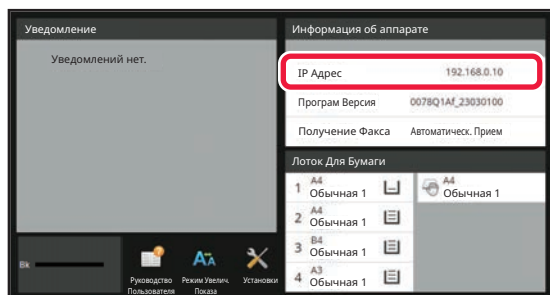 Уведомление
Уведомлений нет.
Информация об аппарате
IP Адрес 192.168.0.10
Програм Версия 0078Q1Af_23030100
Получение Факса Автоматическ. Прием
Лоток Для Бумаги
1 A4 Обычная 1
2 A4 Обычная 1
3 B4 Обычная 1
4 A3 Обычная 1
A4 Обычная 1
Bk
Руководство Пользователя
Режим Увелич. Показа
Установки